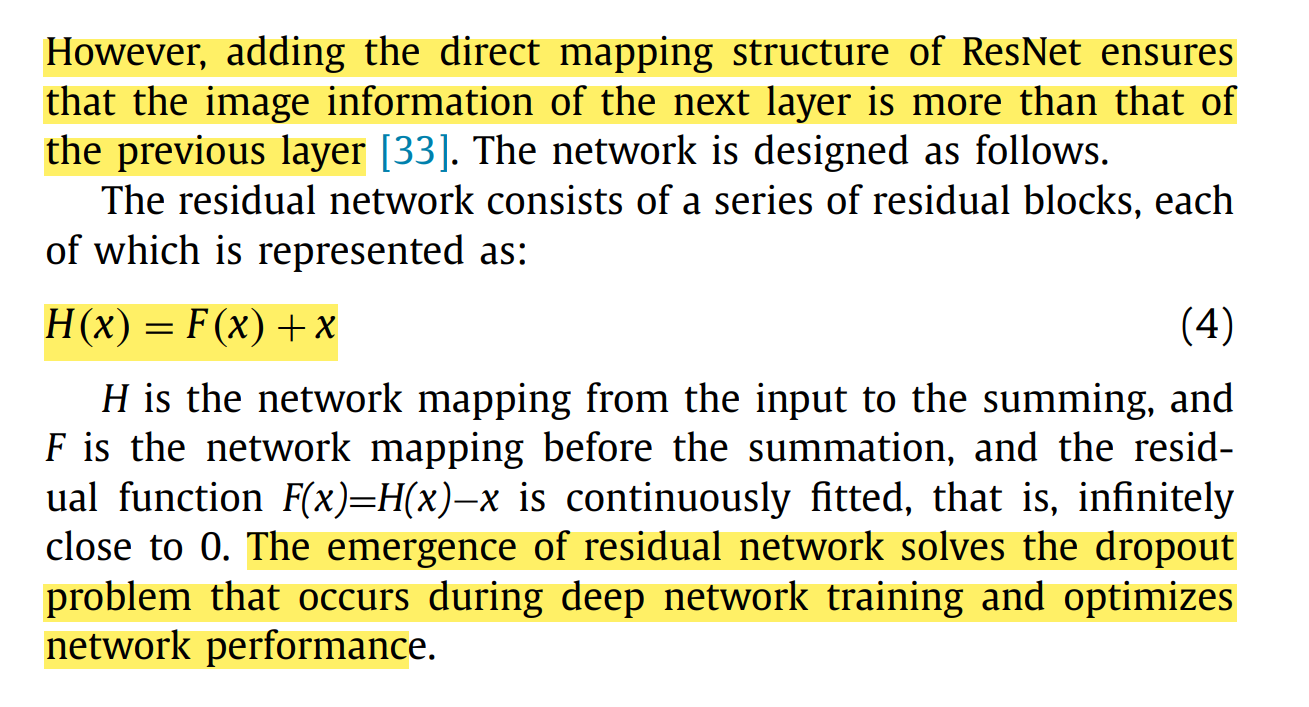 However, adding the direct mapping structure of ResNet ensures
that the image information of the next layer is more than that of
the previous layer [33]. The network is designed as follows.
The residual network consists of a series of residual blocks, each
of which is represented as:
H(x) = F(x) + x (4)
H is the network mapping from the input to the summing, and
F is the network mapping before the summation, and the resid-
ual function F(x)=H(x)−x is continuously fitted, that is, infinitely
close to 0. The emergence of residual network solves the dropout
problem that occurs during deep network training and optimizes
network performance.